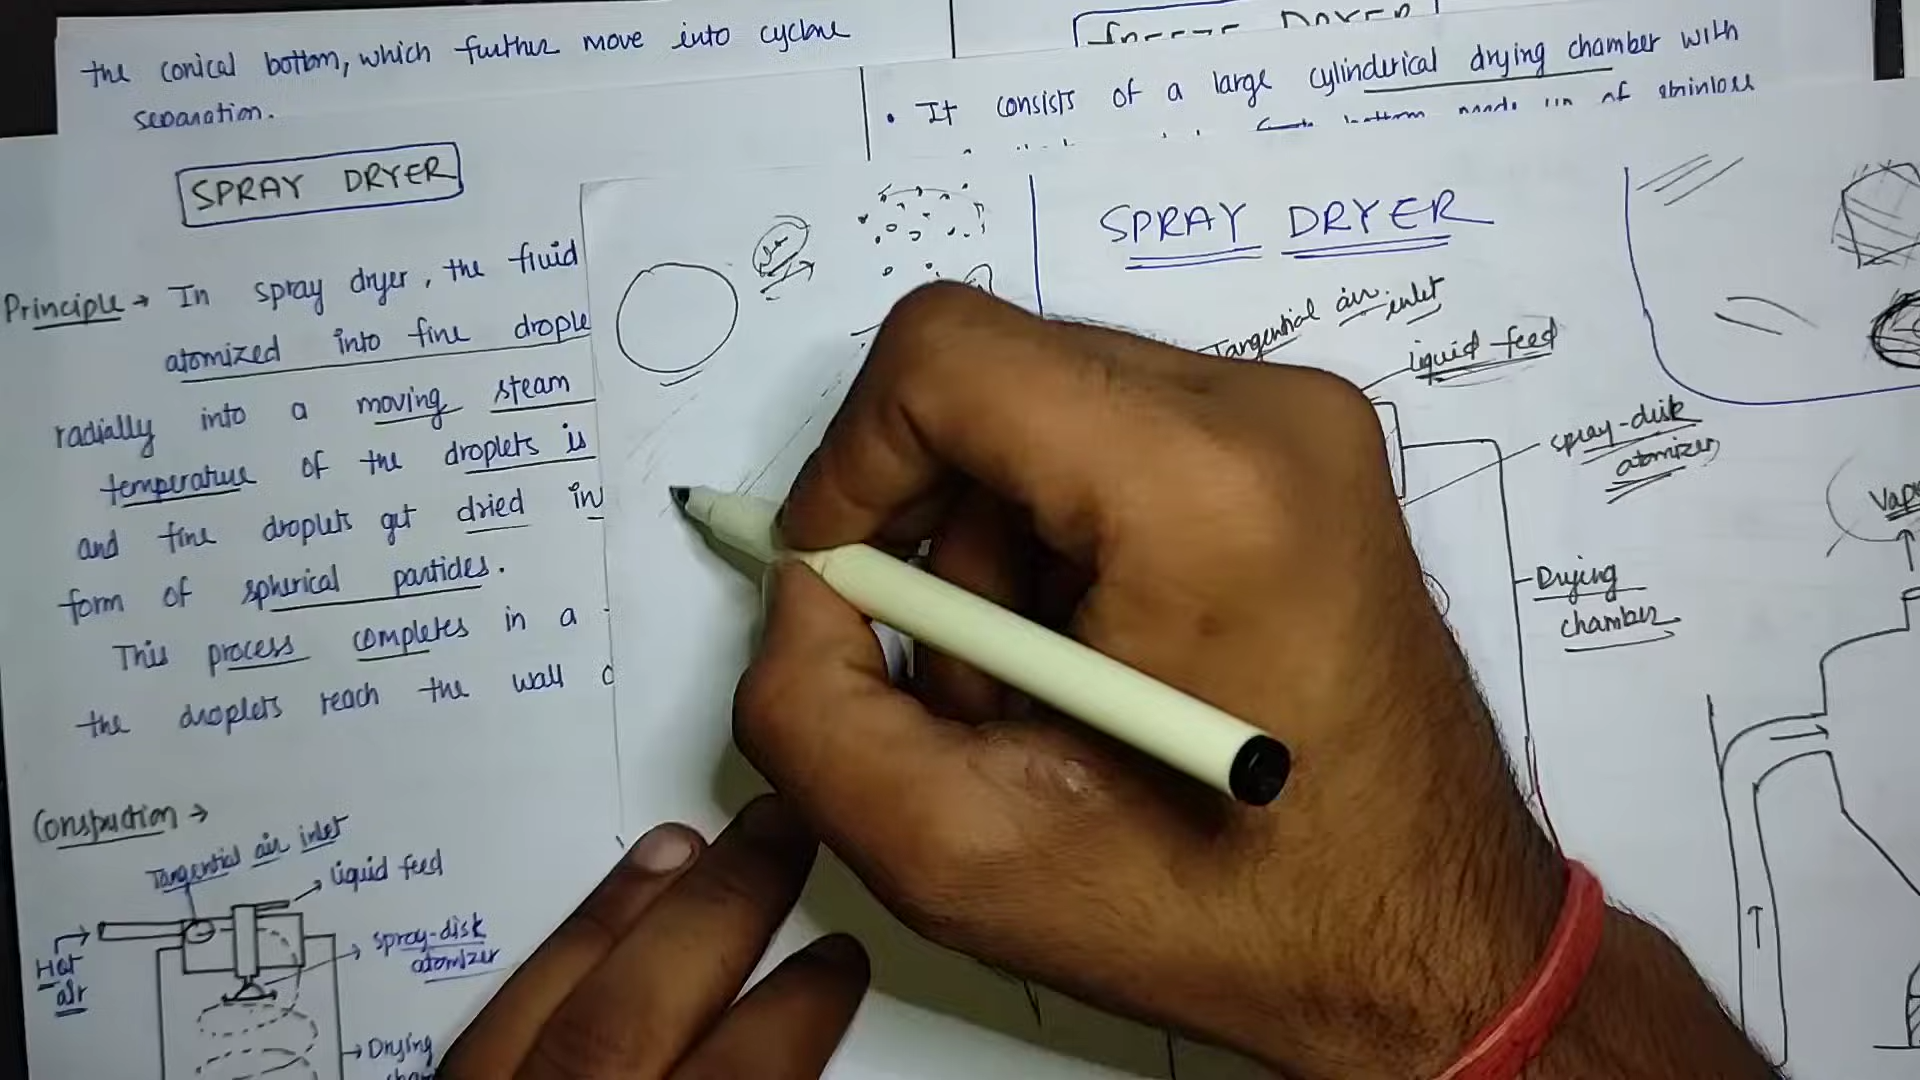 the conical bottom, which further move into cyclone
separation.
SPRAY DRYER
Principle → In spray dryer, the fluid
atomized into fine drople
radially into a moving steam
temperature of the droplets is
and fine droplets get dried in
form of spherical particles.
This process completes in a
the droplets reach the wall
Construction →
Tangential air inlet
liquid feed
Hot
air
spray-disk
atomizer
Drying
cham
• It consists of a large cylinderical drying chamber with
SPRAY DRYER
Tangential air inlet
liquid feed
spray-disk
atomizer
Drying
chamber
Vap